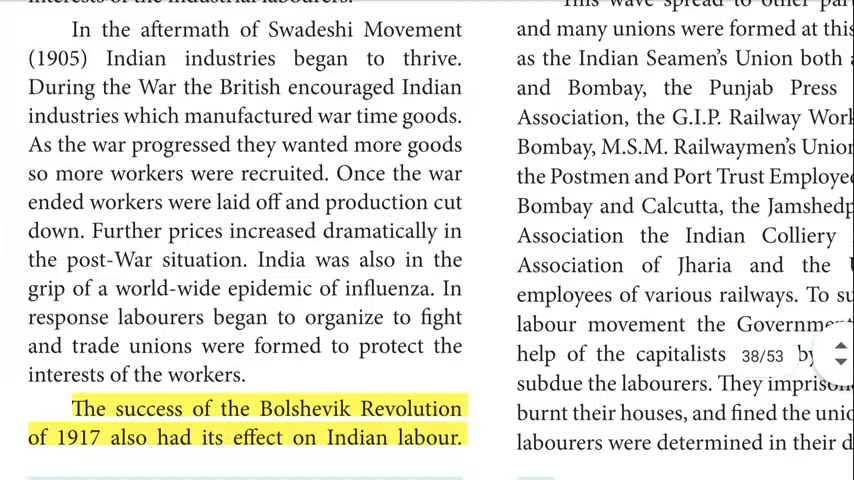 In the aftermath of Swadeshi Movement
(1905) Indian industries began to thrive.
During the War the British encouraged Indian
industries which manufactured war time goods.
As the war progressed they wanted more goods
so more workers were recruited. Once the war
ended workers were laid off and production cut
down. Further prices increased dramatically in
the post-War situation. India was also in the
grip of a world-wide epidemic of influenza. In
response labourers began to organize to fight
and trade unions were formed to protect the
interests of the workers.
The success of the Bolshevik Revolution
of 1917 also had its effect on Indian labour.
This wave spread to other
and many unions were formed at this
as the Indian Seamen's Union both
and Bombay, the Punjab Press
Association, the G.I.P. Railway
Bombay, M.S.M. Railwaymen's Union
the Postmen and Port Trust
Bombay and Calcutta, the
Association the Indian Colliery
Association of Jharia and the
employees of various railways. To
labour movement the
help of the capitalists 38/53 by
subdue the labourers. They
burnt their houses, and fined the
labourers were determined in their